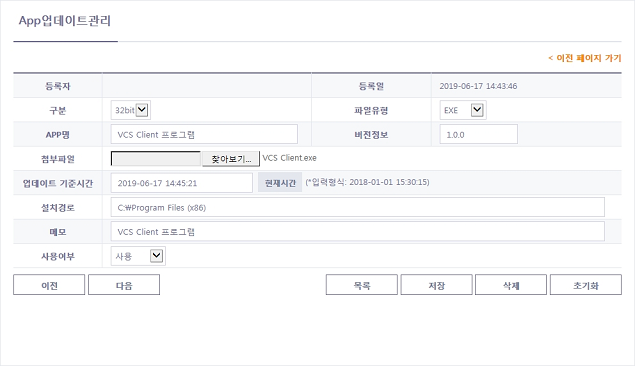 App업데이트관리
< 이전 페이지 가기
등록자 등록일 2019-06-17 14:43:46
구분 32bit 파일유형 EXE
APP명 VCS Client 프로그램 버전정보 1.0.0
첨부파일 찾아보기... VCS Client.exe
업데이트 기준시간 2019-06-17 14:45:21 현재시간 (*입력형식: 2018-01-01 15:30:15)
설치경로 C:₩Program Files (x86)
메모 VCS Client 프로그램
사용여부 사용
이전 다음 목록 저장 삭제 초기화